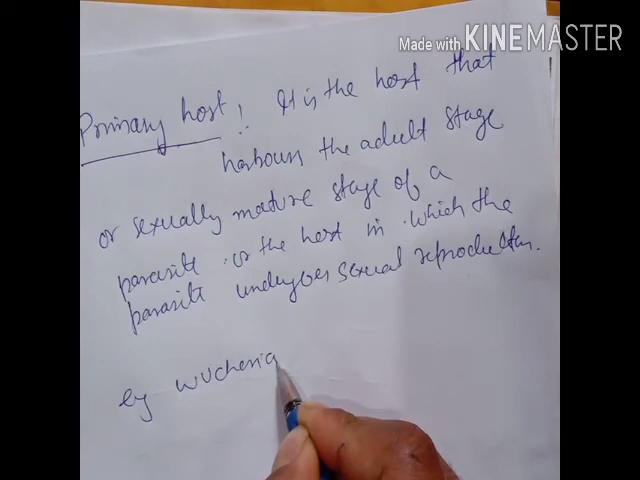 Made with KINEMASTER
Primary host: It is the host that
harbours the adult stage
or sexually mature stage of a
parasite or the host in which the
parasite undergoes sexual reproduction.
eg wucheria